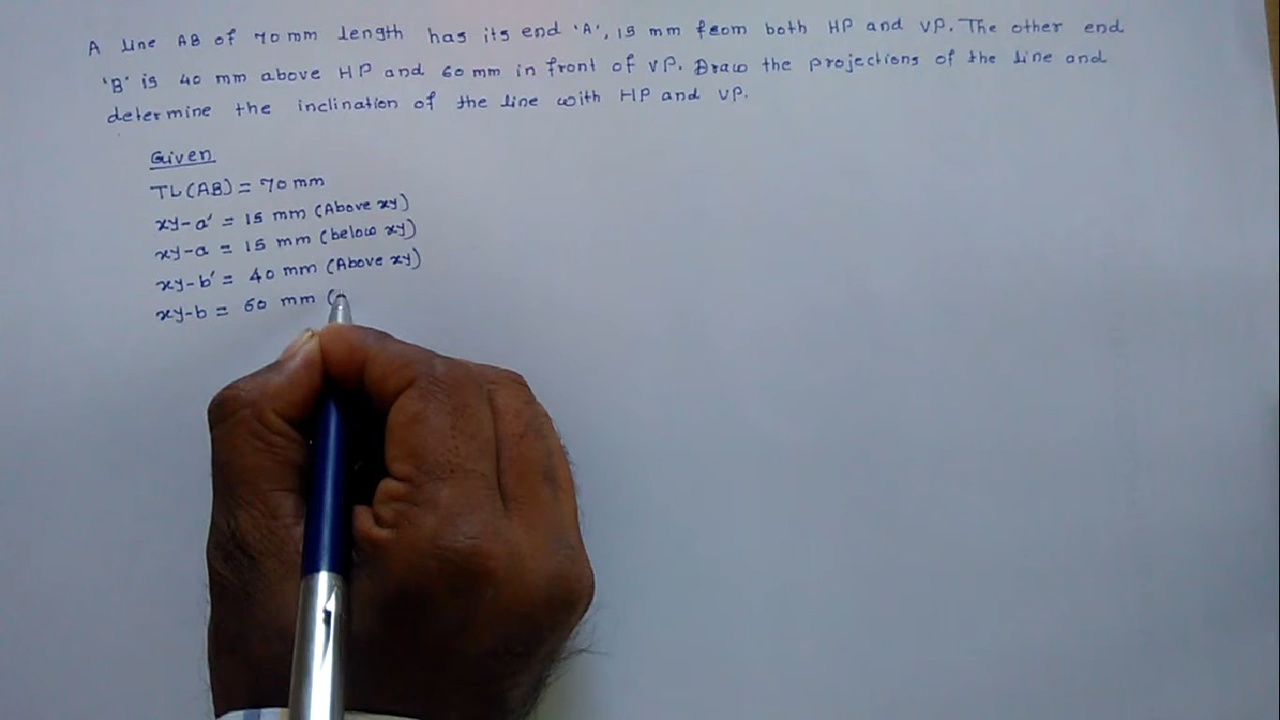 A line AB of 70 mm length has its end 'A', 15 mm from both HP and VP. The other end
'B' is 40 mm above HP and 60 mm in front of VP. Draw the projections of the line and
determine the inclination of the line with HP and VP.
Given
TL(AB) = 70 mm
xy-a' = 15 mm (Above xy)
xy-a = 15 mm (below xy)
xy-b' = 40 mm (Above xy)
xy-b = 60 mm (